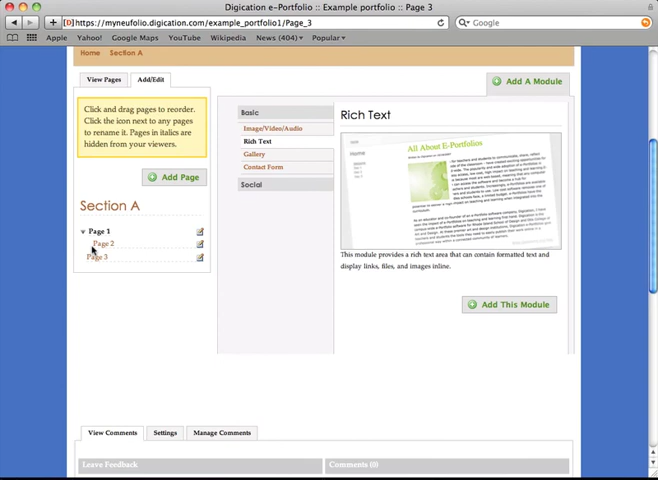 Digication e-Portfolio :: Example portfolio :: Page 3
https://myneufolio.digication.com/example_portfolio1/Page_3
Google
Apple Yahoo! Google Maps YouTube Wikipedia News (404) Popular
Home Section A
View Pages Add/Edit
Add A Module
Click and drag pages to reorder.
Click the icon next to any pages
to rename it. Pages in italics are
hidden from your viewers.
Add Page
Section A
Page 1
Page 2
Page 3
Basic
Image/Video/Audio
Rich Text
Gallery
Contact Form
Social
Rich Text
All About E-Portfolios
This module provides a rich text area that can contain formatted text and
display links, files, and images inline.
Add This Module
View Comments Settings Manage Comments
Leave Feedback Comments (0)